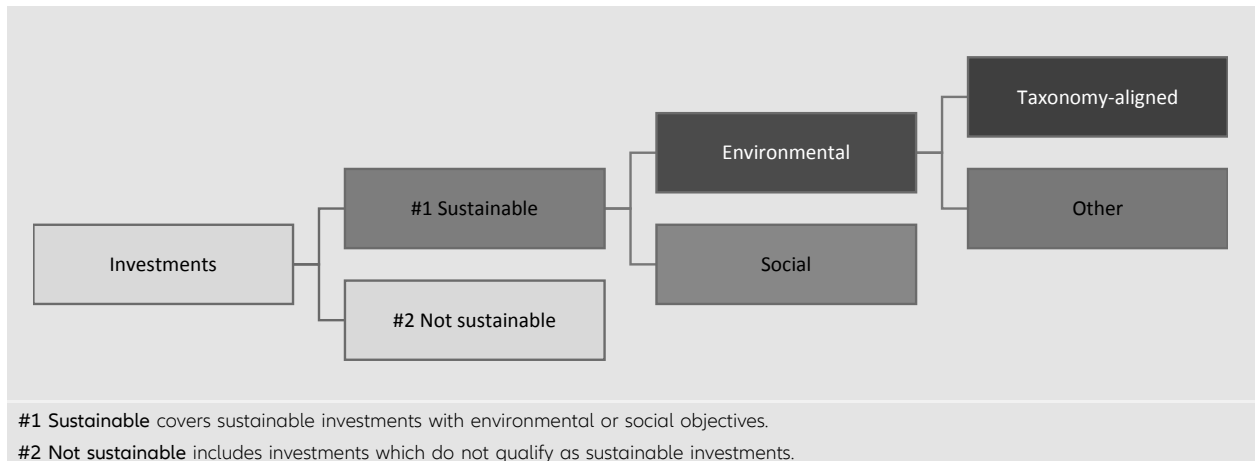 Taxonomy-aligned
Environmental
#1 Sustainable
Other
Investments
Social
#2 Not sustainable
#1 Sustainable covers sustainable investments with environmental or social objectives.
#2 Not sustainable includes investments which do not qualify as sustainable investments.